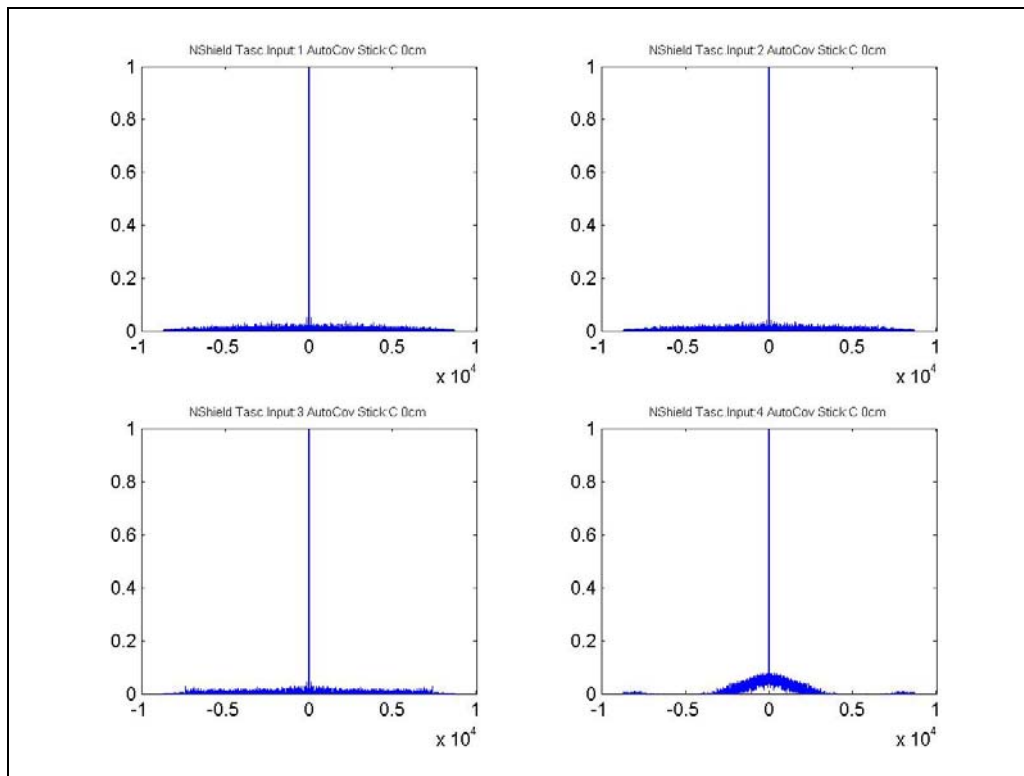 NShield Tasc.Input:1 AutoCov Stick:C 0cm
1
0.8
0.6
0.4
0.2
0
-1 -0.5 0 0.5 1
x 10^4
NShield Tasc.Input:2 AutoCov Stick:C 0cm
1
0.8
0.6
0.4
0.2
0
-1 -0.5 0 0.5 1
x 10^4
NShield Tasc.Input:3 AutoCov Stick:C 0cm
1
0.8
0.6
0.4
0.2
0
-1 -0.5 0 0.5 1
x 10^4
NShield Tasc.Input:4 AutoCov Stick:C 0cm
1
0.8
0.6
0.4
0.2
0
-1 -0.5 0 0.5 1
x 10^4